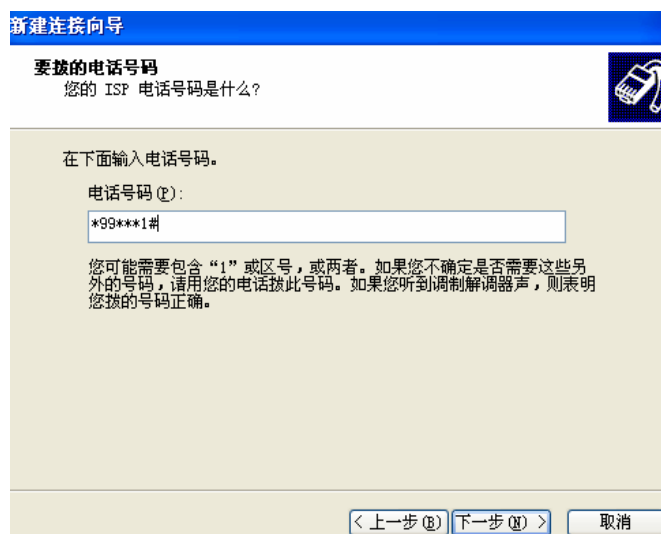 新建连接向导
要拨的电话号码
您的 ISP 电话号码是什么?
在下面输入电话号码。
电话号码(P):
*99***1#
您可能需要包含“1”或区号，或两者。如果您不确定是否需要这些另
外的号码，请用您的电话拨此号码。如果您听到调制解调器声，则表明
您拨的号码正确。
< 上一步(B) 下一步(N) > 取消